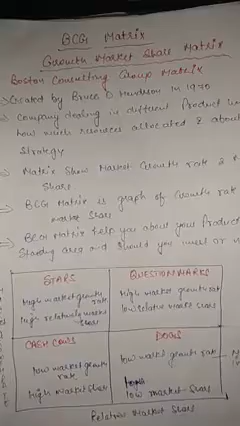 BCG Matrix
Growth Market Share Matrix
Boston Consulting Group Matrix
→ Created by Bruce D Hendrson in 1970
→ Company dealing in different Product
how much resources allocated & about
Strategy
→ Matrix Show Market Growth rate &
Share
→ BCG Matrix is graph of Growth rate
market Share
→ BCG Matrix help you about your Product
Standing area and should you invest or
STARS
High market growth rate
High relatively market Share
QUESTION MARKS
High market growth rat
low relative market share
CASH COWS
low market growth rate
High market share
DOGS
low market growth rate
low market share
Relative Market Share